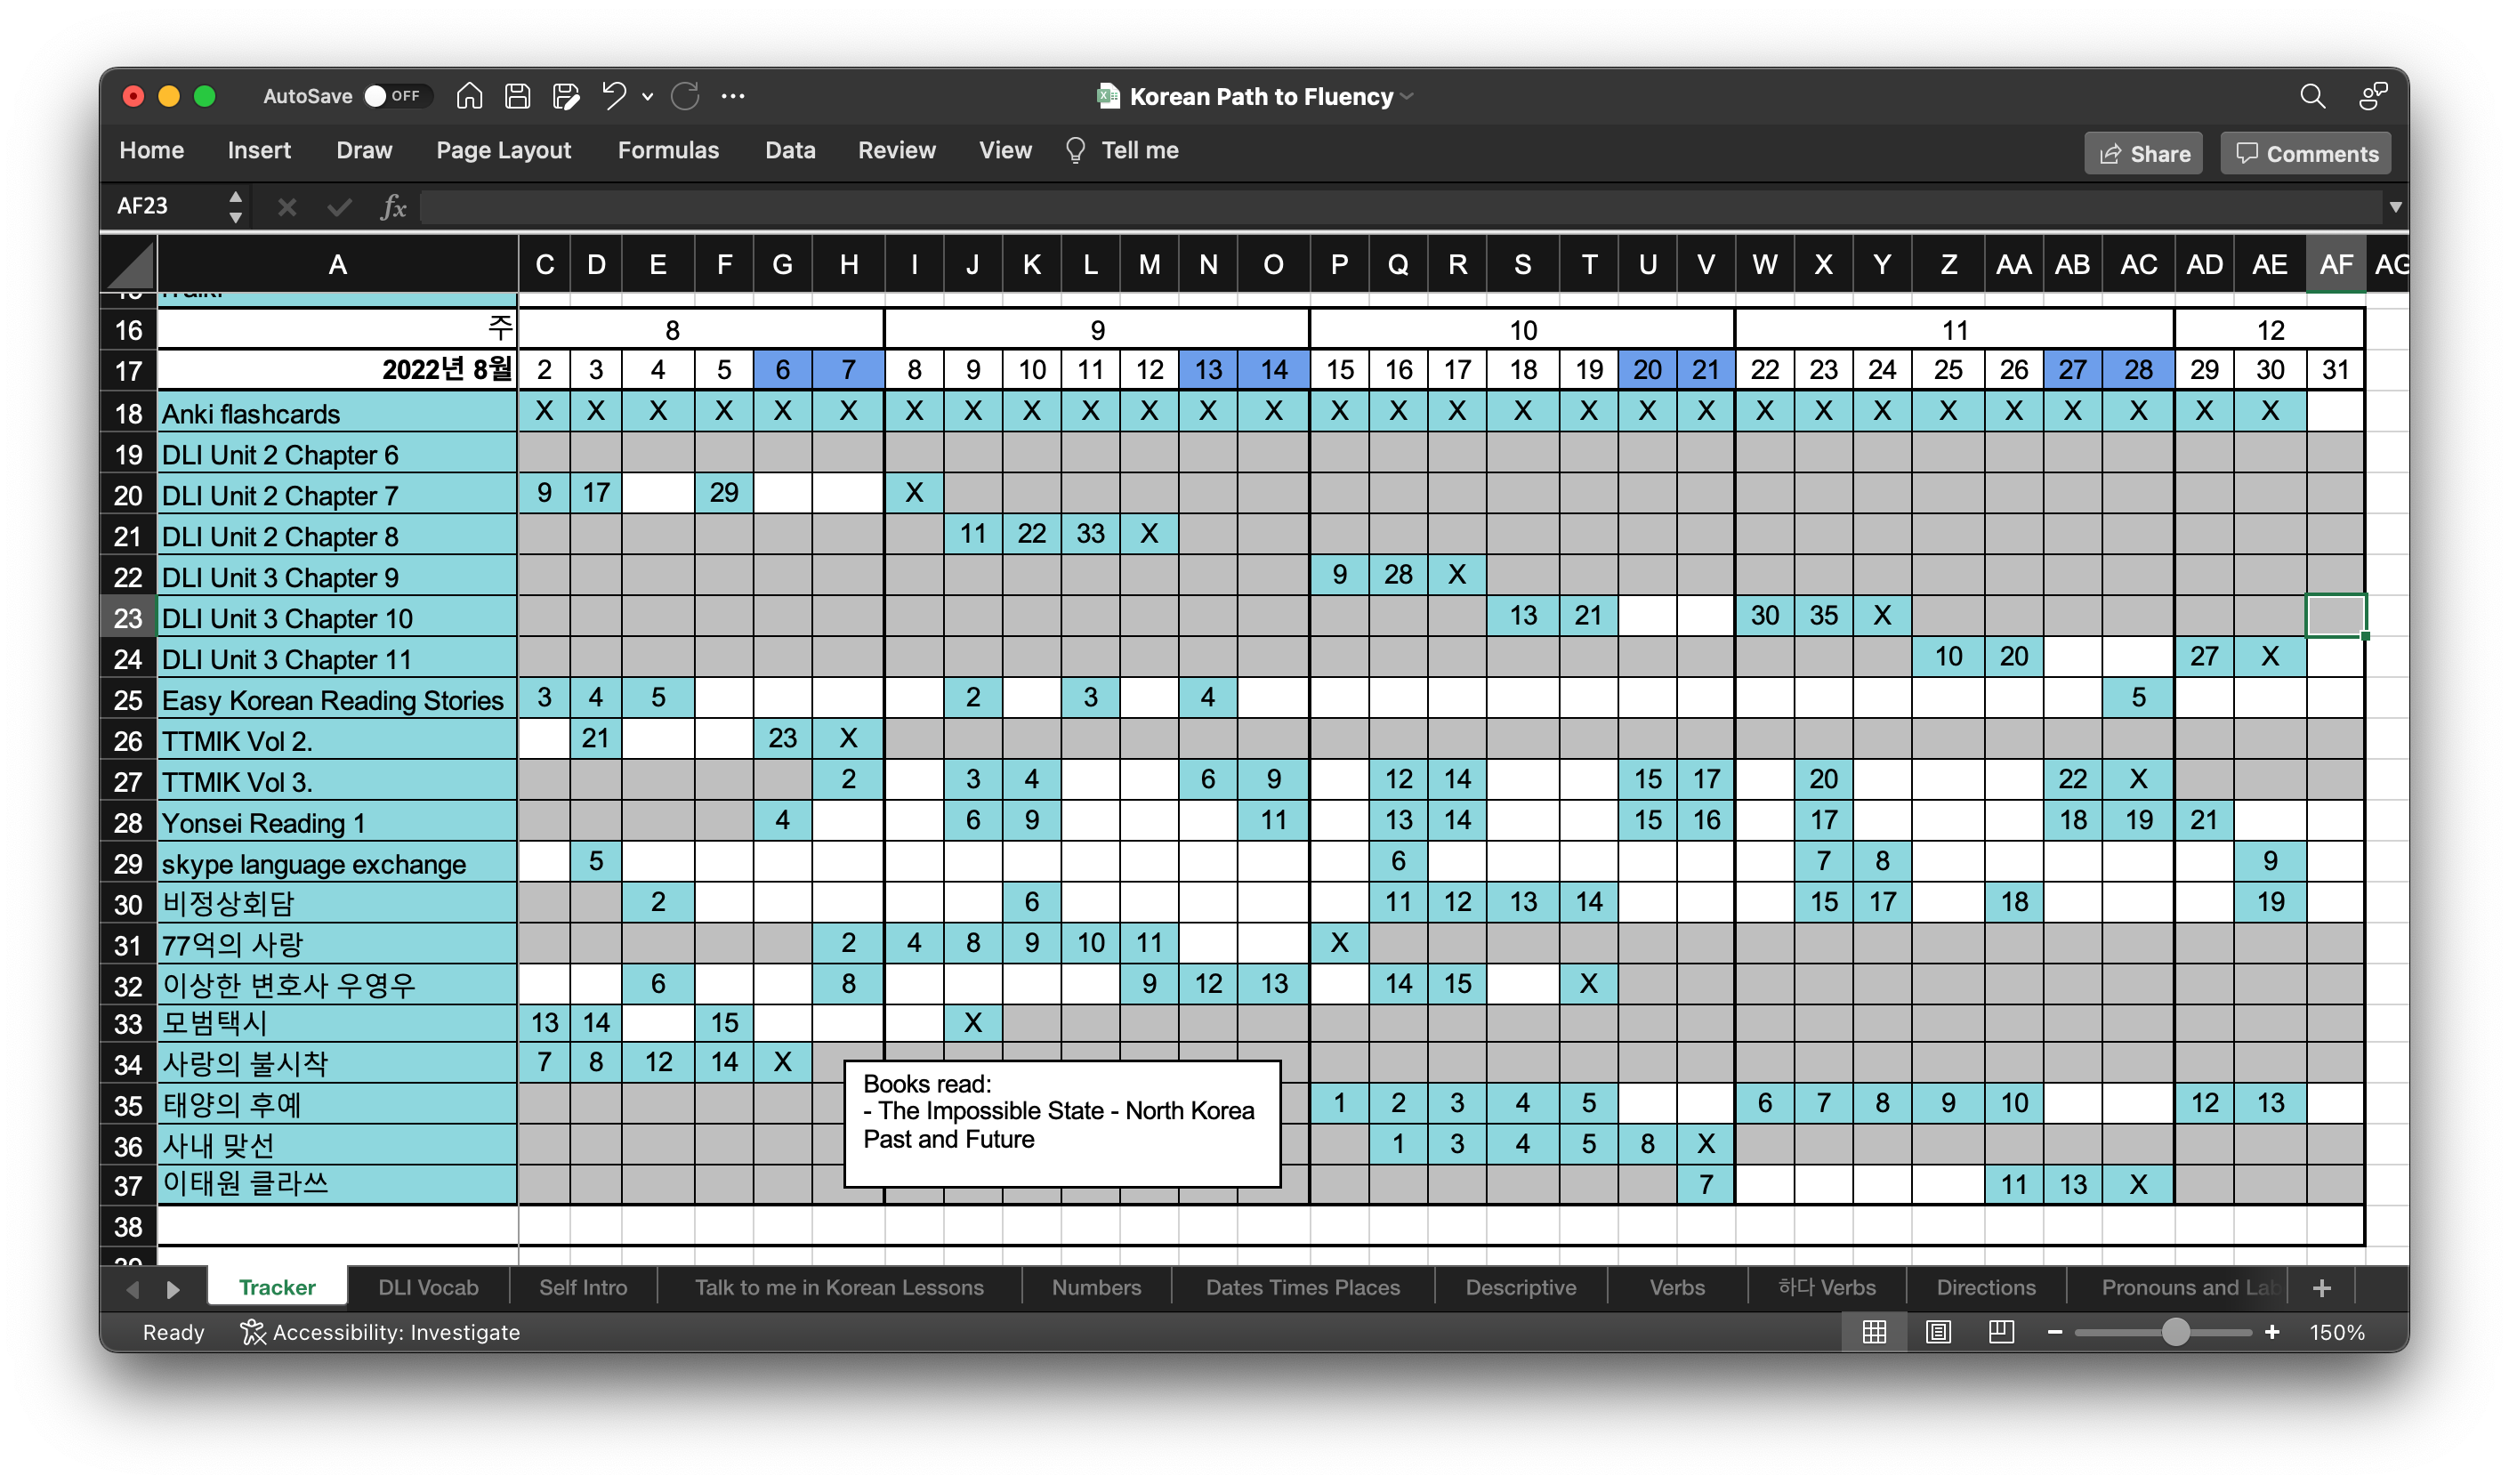 AutoSave OFF Korean Path to Fluency
Home Insert Draw Page Layout Formulas Data Review View Tell me Share Comments
AF23 fx
A C D E F G H I J K L M N O P Q R S T U V W X Y Z AA AB AC AD AE AF AG
16 주 8 9 10 11 12
17 2022년 8월 2 3 4 5 6 7 8 9 10 11 12 13 14 15 16 17 18 19 20 21 22 23 24 25 26 27 28 29 30 31
18 Anki flashcards X X X X X X X X X X X X X X X X X X X X X X X X X X X X X
19 DLI Unit 2 Chapter 6
20 DLI Unit 2 Chapter 7 9 17 29 X
21 DLI Unit 2 Chapter 8 11 22 33 X
22 DLI Unit 3 Chapter 9 9 28 X
23 DLI Unit 3 Chapter 10 13 21 30 35 X
24 DLI Unit 3 Chapter 11 10 20 27 X
25 Easy Korean Reading Stories 3 4 5 2 3 4 5
26 TTMIK Vol 2. 21 23 X
27 TTMIK Vol 3. 2 3 4 6 9 12 14 15 17 20 22 X
28 Yonsei Reading 1 4 6 9 11 13 14 15 16 17 18 19 21
29 skype language exchange 5 6 7 8 9
30 비정상회담 2 6 11 12 13 14 15 17 18 19
31 77억의 사랑 2 4 8 9 10 11 X
32 이상한 변호사 우영우 6 8 9 12 13 14 15 X
33 모범택시 13 14 15 X
34 사랑의 불시착 7 8 12 14 X
35 태양의 후예 1 2 3 4 5 6 7 8 9 10 12 13
36 사내 맞선 1 3 4 5 8 X
37 이태원 클라쓰 7 11 13 X
38
Books read:
- The Impossible State - North Korea
Past and Future
Tracker DLI Vocab Self Intro Talk to me in Korean Lessons Numbers Dates Times Places Descriptive Verbs 하다 Verbs Directions Pronouns and Lab
Ready Accessibility: Investigate 150%